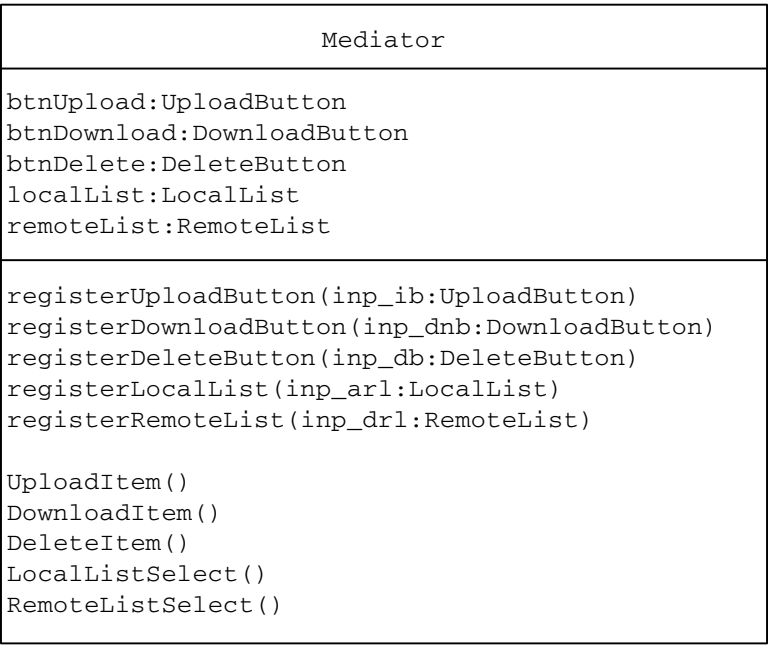 Mediator
btnUpload:UploadButton
btnDownload:DownloadButton
btnDelete:DeleteButton
localList:LocalList
remoteList:RemoteList
registerUploadButton(inp_ib:UploadButton)
registerDownloadButton(inp_dnb:DownloadButton)
registerDeleteButton(inp_db:DeleteButton)
registerLocalList(inp_arl:LocalList)
registerRemoteList(inp_drl:RemoteList)
UploadItem()
DownloadItem()
DeleteItem()
LocalListSelect()
RemoteListSelect()